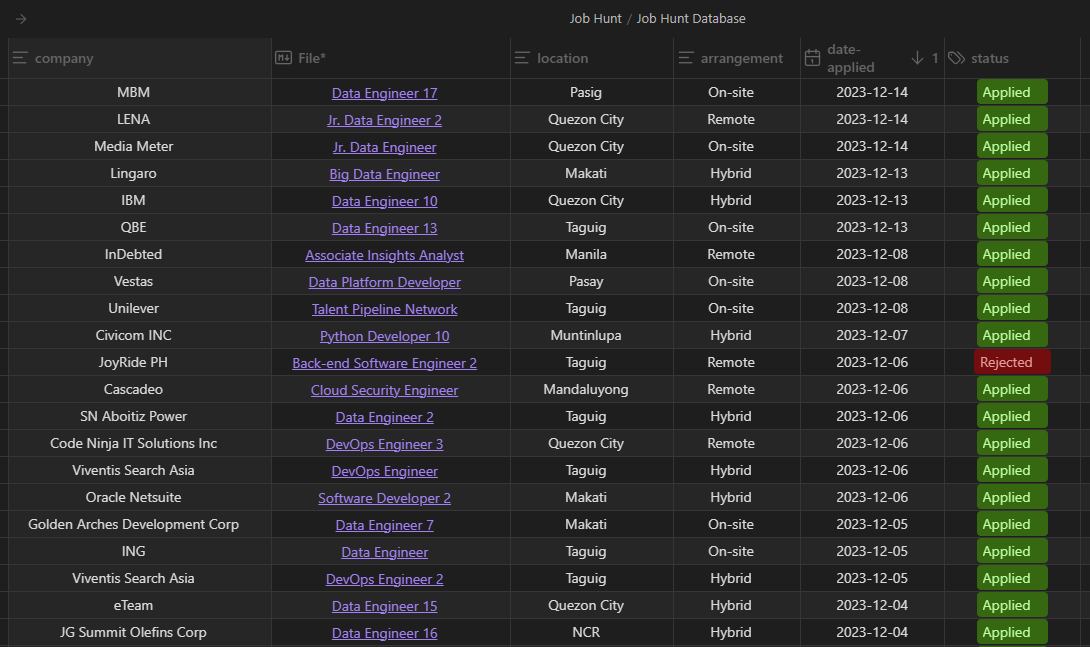 Job Hunt / Job Hunt Database
company File* location arrangement date-applied 1 status
MBM Data Engineer 17 Pasig On-site 2023-12-14 Applied
LENA Jr. Data Engineer 2 Quezon City Remote 2023-12-14 Applied
Media Meter Jr. Data Engineer Quezon City On-site 2023-12-14 Applied
Lingaro Big Data Engineer Makati Hybrid 2023-12-13 Applied
IBM Data Engineer 10 Quezon City Hybrid 2023-12-13 Applied
QBE Data Engineer 13 Taguig On-site 2023-12-13 Applied
InDebted Associate Insights Analyst Manila Remote 2023-12-08 Applied
Vestas Data Platform Developer Pasay On-site 2023-12-08 Applied
Unilever Talent Pipeline Network Taguig On-site 2023-12-08 Applied
Civicom INC Python Developer 10 Muntinlupa Hybrid 2023-12-07 Applied
JoyRide PH Back-end Software Engineer 2 Taguig Remote 2023-12-06 Rejected
Cascadeo Cloud Security Engineer Mandaluyong Remote 2023-12-06 Applied
SN Aboitiz Power Data Engineer 2 Taguig Hybrid 2023-12-06 Applied
Code Ninja IT Solutions Inc DevOps Engineer 3 Quezon City Remote 2023-12-06 Applied
Viventis Search Asia DevOps Engineer Taguig Hybrid 2023-12-06 Applied
Oracle Netsuite Software Developer 2 Makati Hybrid 2023-12-06 Applied
Golden Arches Development Corp Data Engineer 7 Makati On-site 2023-12-05 Applied
ING Data Engineer Taguig On-site 2023-12-05 Applied
Viventis Search Asia DevOps Engineer 2 Taguig Hybrid 2023-12-05 Applied
eTeam Data Engineer 15 Quezon City Hybrid 2023-12-04 Applied
JG Summit Olefins Corp Data Engineer 16 NCR Hybrid 2023-12-04 Applied